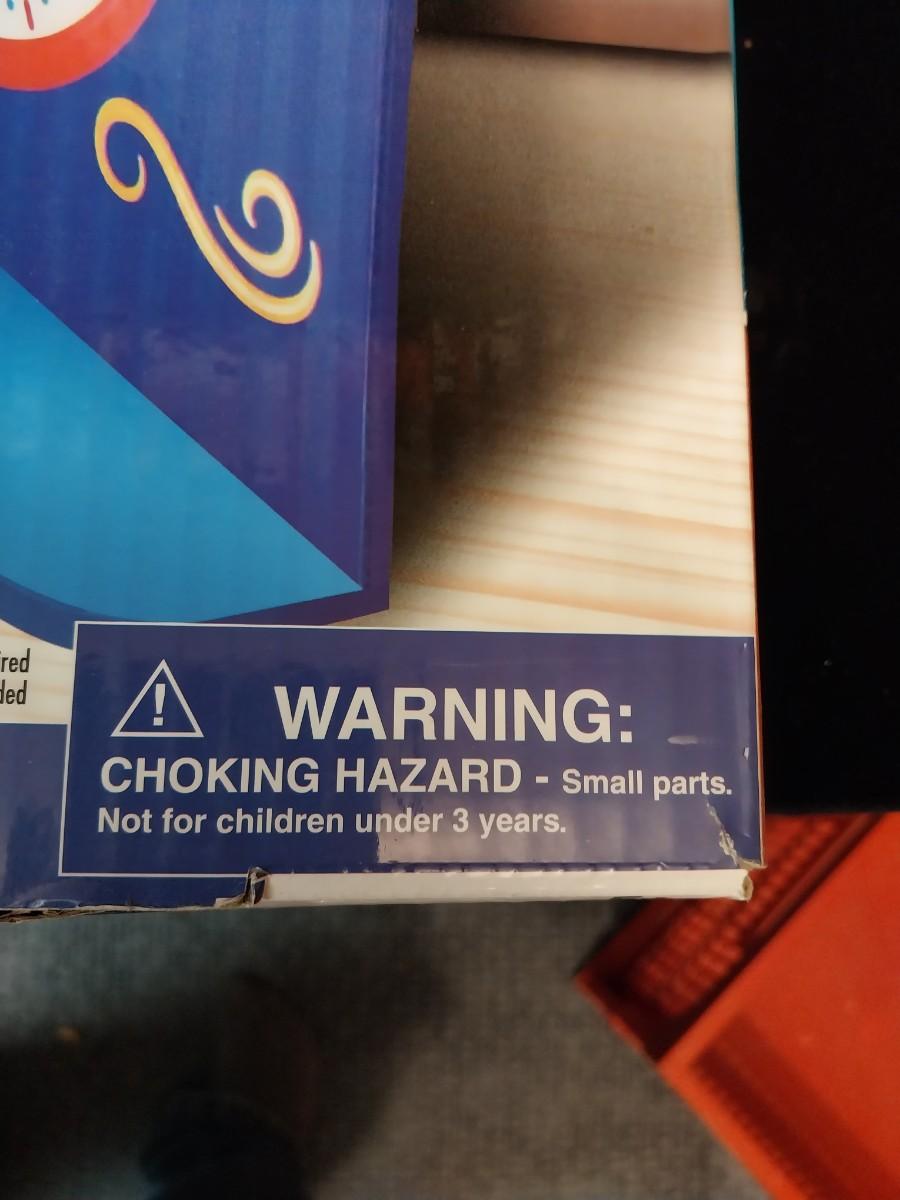 WARNING:
CHOKING HAZARD - Small parts.
Not for children under 3 years.